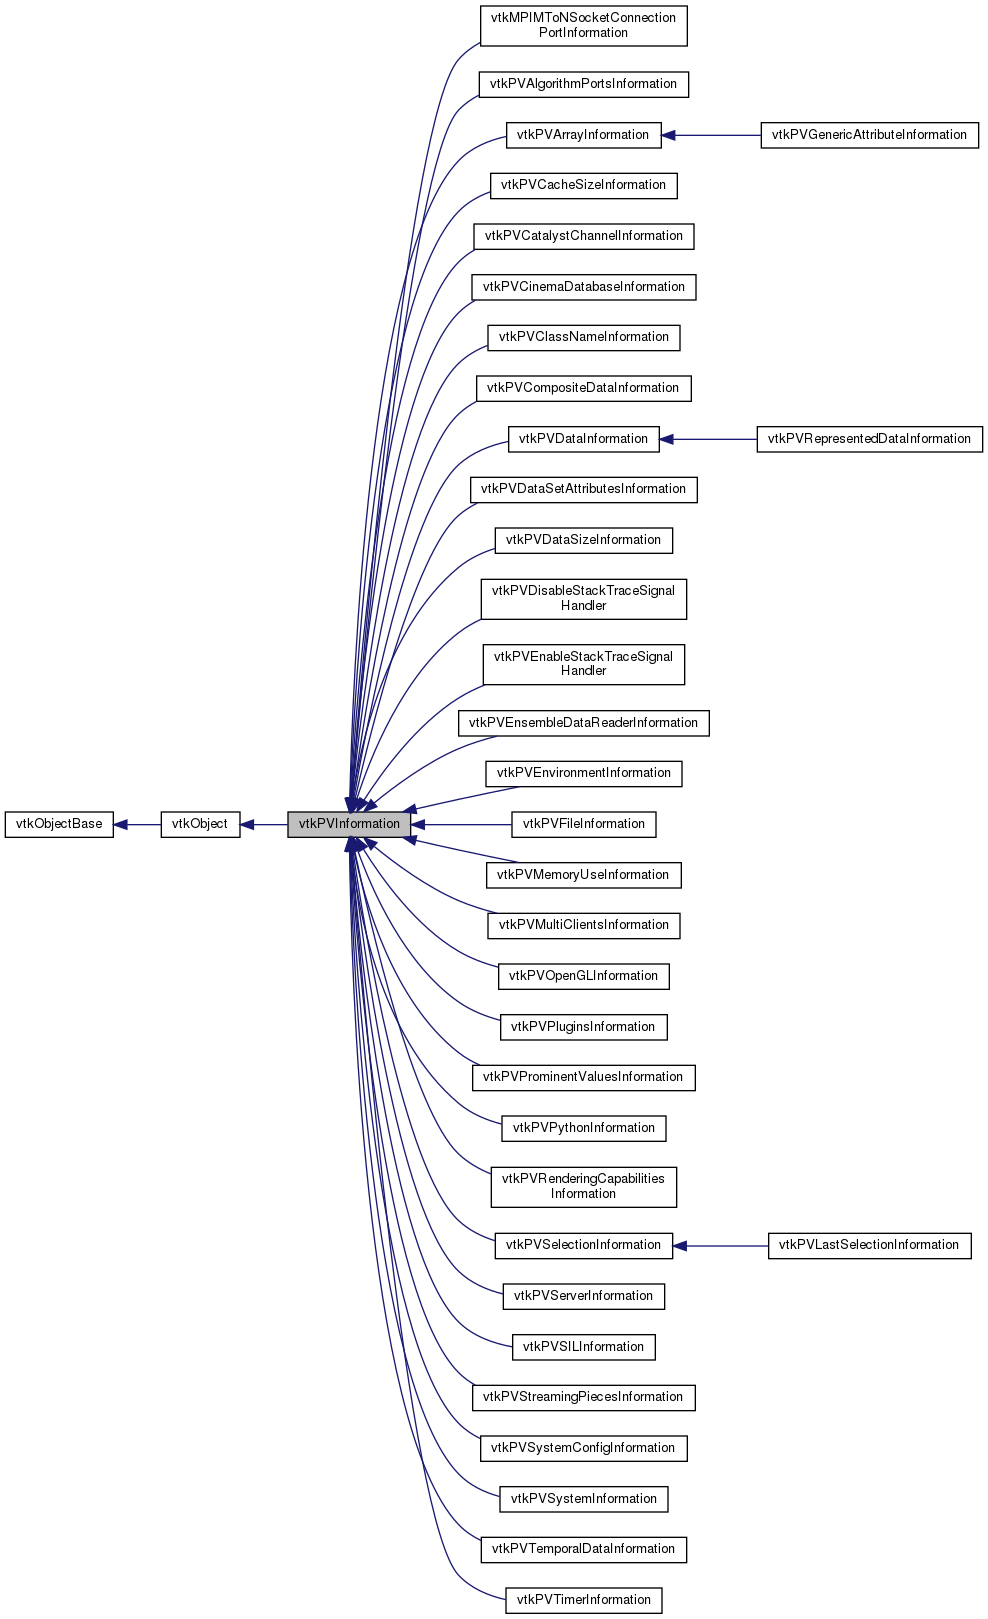 vtkMPIMToNSocketConnection
PortInformation
vtkPVAlgorithmPortsInformation
vtkPVArrayInformation
vtkPVGenericAttributeInformation
vtkPVCacheSizeInformation
vtkPVCatalystChannelInformation
vtkPVCinemaDatabaseInformation
vtkPVClassNameInformation
vtkPVCompositeDataInformation
vtkPVDataInformation
vtkPVRepresentedDataInformation
vtkPVDataSetAttributesInformation
vtkPVDataSizeInformation
vtkPVDisableStackTraceSignal
Handler
vtkPVEnableStackTraceSignal
Handler
vtkPVEnsembleDataReaderInformation
vtkPVEnvironmentInformation
vtkObjectBase
vtkObject
vtkPVInformation
vtkPVFileInformation
vtkPVMemoryUseInformation
vtkPVMultiClientsInformation
vtkPVOpenGLInformation
vtkPVPluginsInformation
vtkPVProminentValuesInformation
vtkPVPythonInformation
vtkPVRenderingCapabilities
Information
vtkPVSelectionInformation
vtkPVLastSelectionInformation
vtkPVServerInformation
vtkPVSILInformation
vtkPVStreamingPiecesInformation
vtkPVSystemConfigInformation
vtkPVSystemInformation
vtkPVTemporalDataInformation
vtkPVTimerInformation